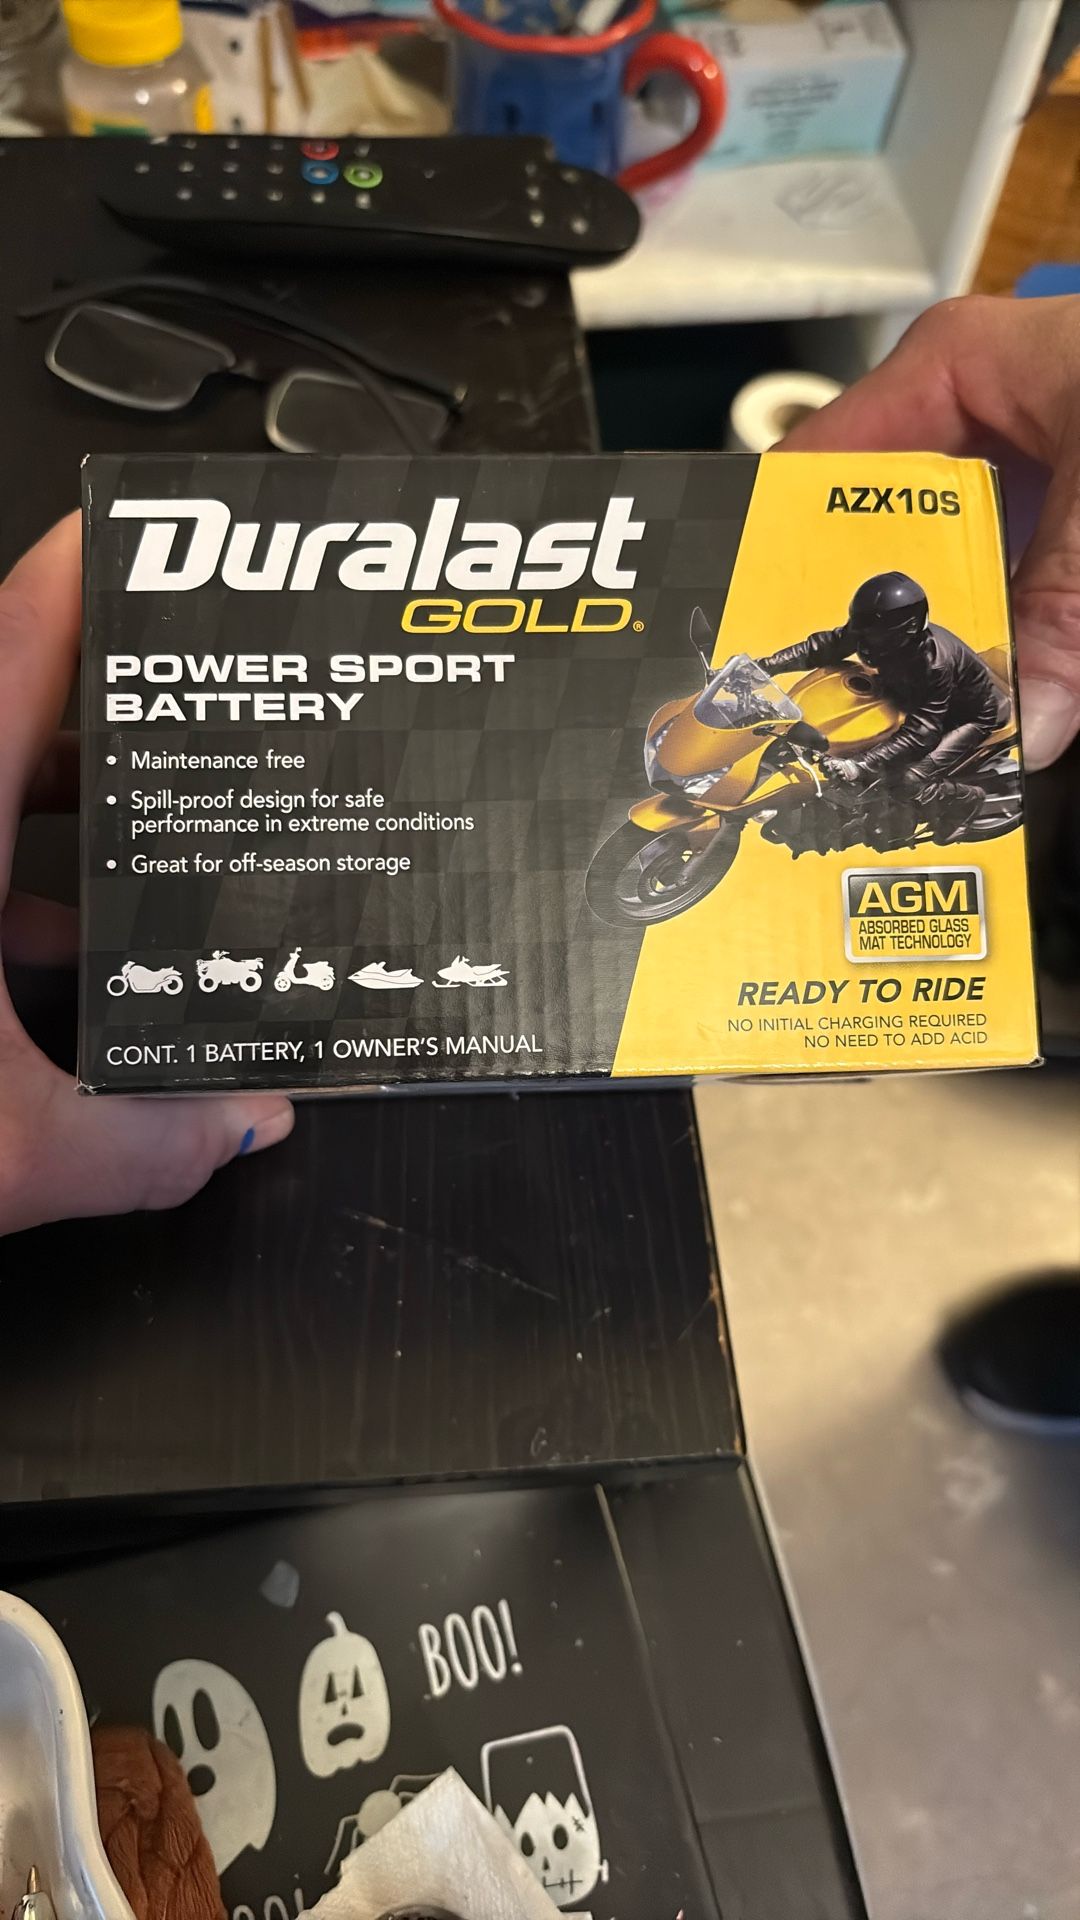 Duralast
GOLD®
AZX10S
POWER SPORT
BATTERY
• Maintenance free
• Spill-proof design for safe
performance in extreme conditions
• Great for off-season storage
AGM
ABSORBED GLASS
MAT TECHNOLOGY
READY TO RIDE
NO INITIAL CHARGING REQUIRED
NO NEED TO ADD ACID
CONT. 1 BATTERY, 1 OWNER'S MANUAL
BOO!